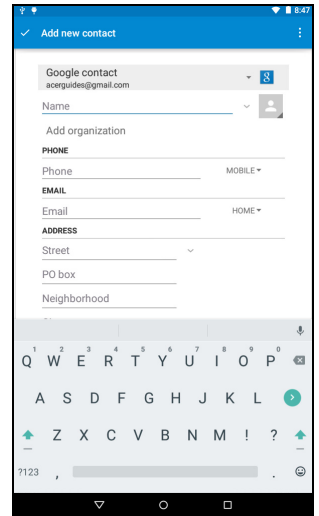 8:47
Add new contact
Google contact
8
acerguides@gmail.com
Name
Add organization
PHONE
Phone MOBILE
EMAIL
Email HOME
ADDRESS
Street
PO box
Neighborhood
1 2 3 4 5 6 7 8 9 0
Q W E R T Y U I O P
A S D F G H J K L
Z X C V B N M ! ?
?123 , .